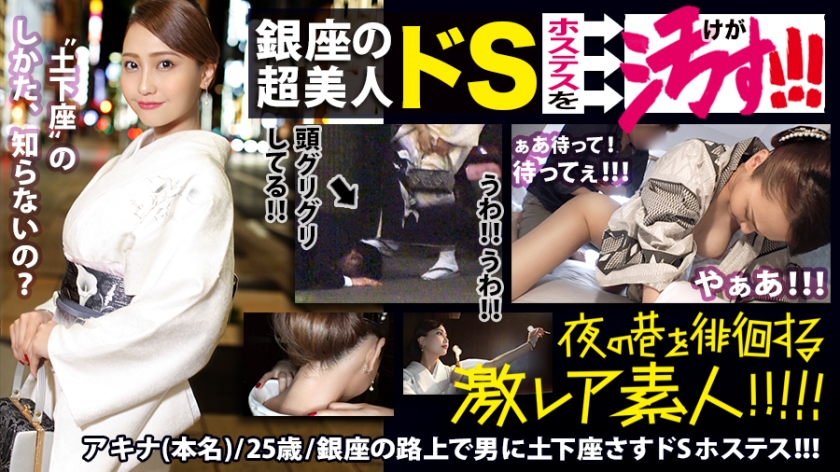 “土下座”の
しかた、知らないの？
銀座の
超美人
ドS
ホステスを
汚す!!!
けが
頭グリグリ
してる!!
うわ!!うわ!!
ぁあ待って！
待ってぇ!!!
やぁあ!!!
夜の巷を徘徊する
激レア素人!!!!!
アキナ(本名)/25歳/銀座の路上で男に土下座さすドSホステス!!!